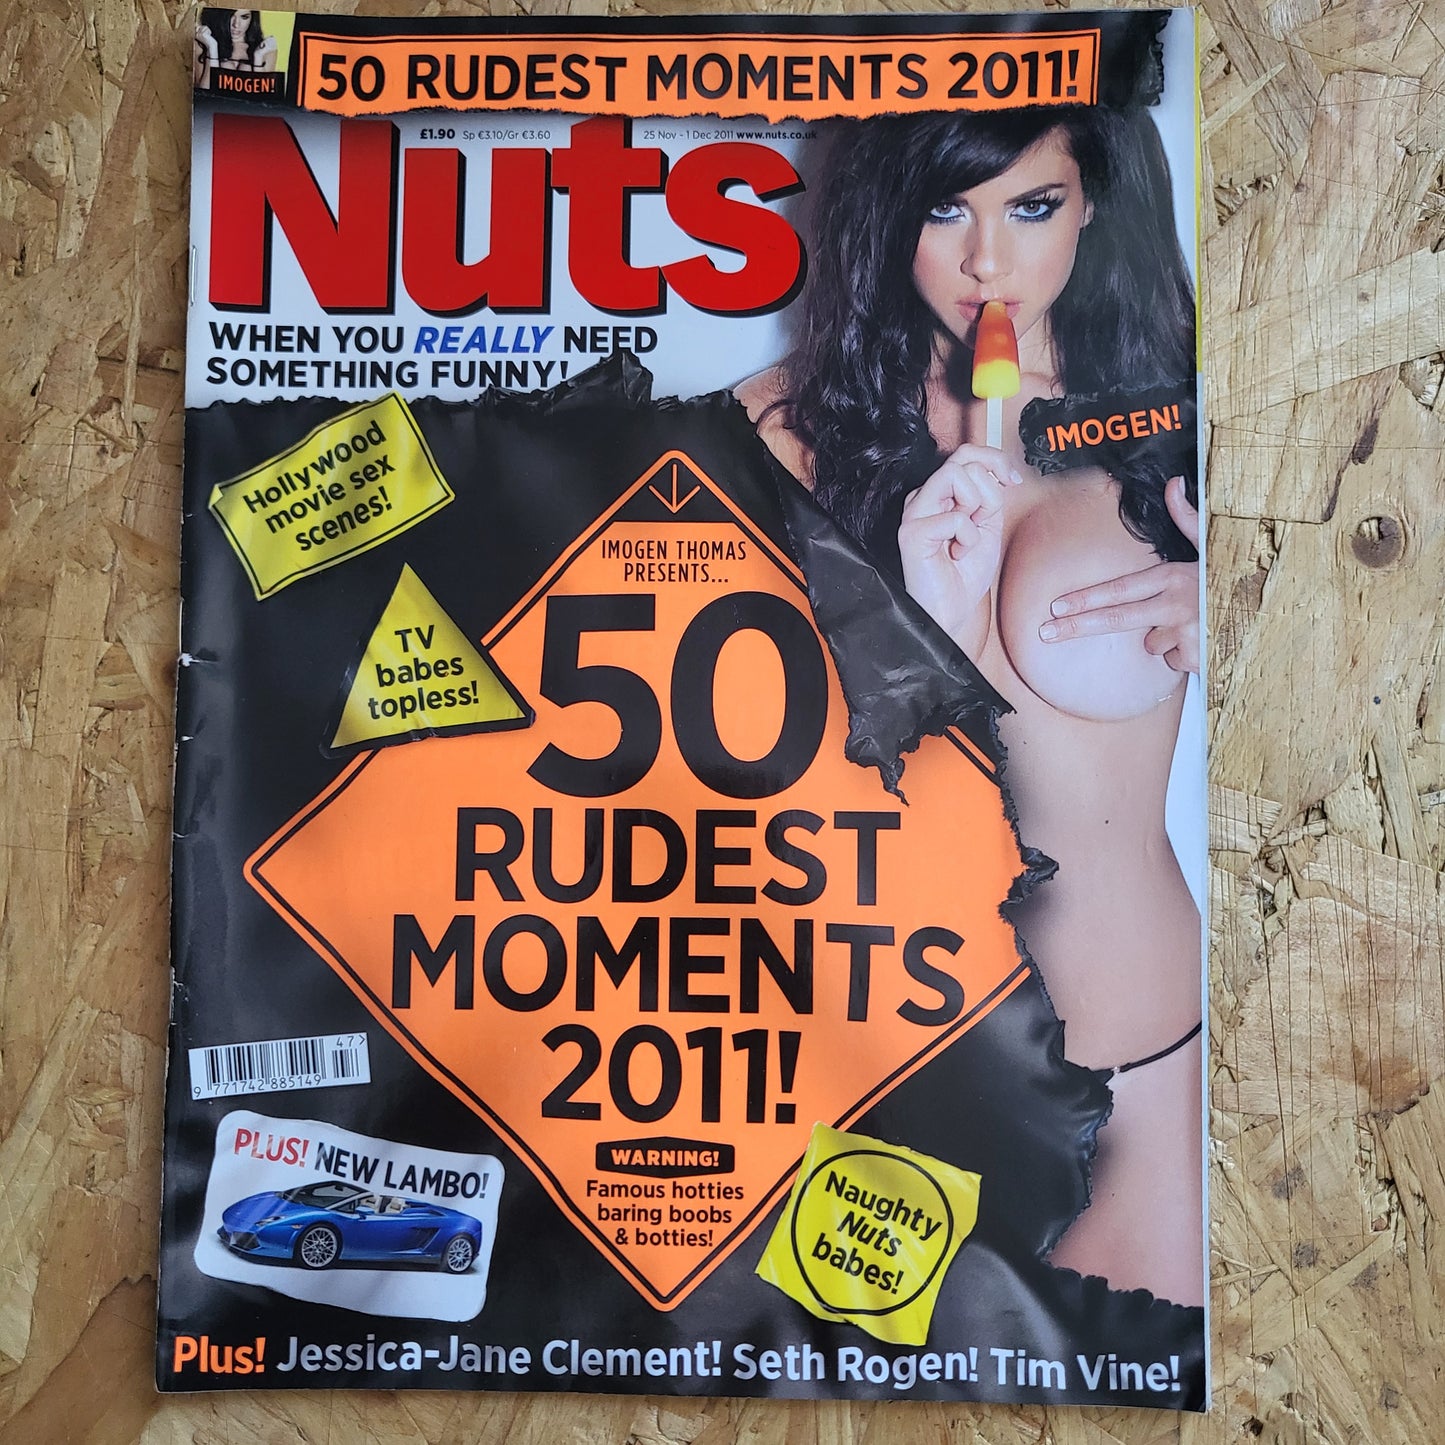 IMOGEN!
50 RUDEST MOMENTS 2011!
£1.90 Sp €3.10/Gr €3.60
25 Nov - 1 Dec 2011 www.nuts.co.uk
Nuts
WHEN YOU REALLY NEED
SOMETHING FUNNY!
IMOGEN!
Hollywood
movie sex
scenes!
TV
babes
topless!
IMOGEN THOMAS
PRESENTS...
50
RUDEST
MOMENTS
2011!
WARNING!
Famous hotties
baring boobs
& botties!
47>
9 771742 885149
PLUS! NEW LAMBO!
Naughty
Nuts
babes!
Plus! Jessica-Jane Clement! Seth Rogen! Tim Vine!